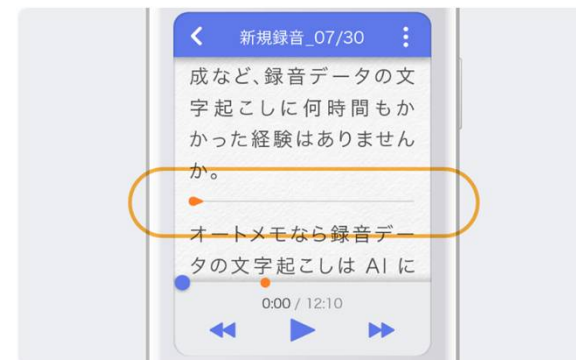 新規録音_07/30
成など、録音データの文
字起こしに何時間もか
かった経験はありません
か。
オートメモなら録音デー
タの文字起こしは AI に
0:00 / 12:10